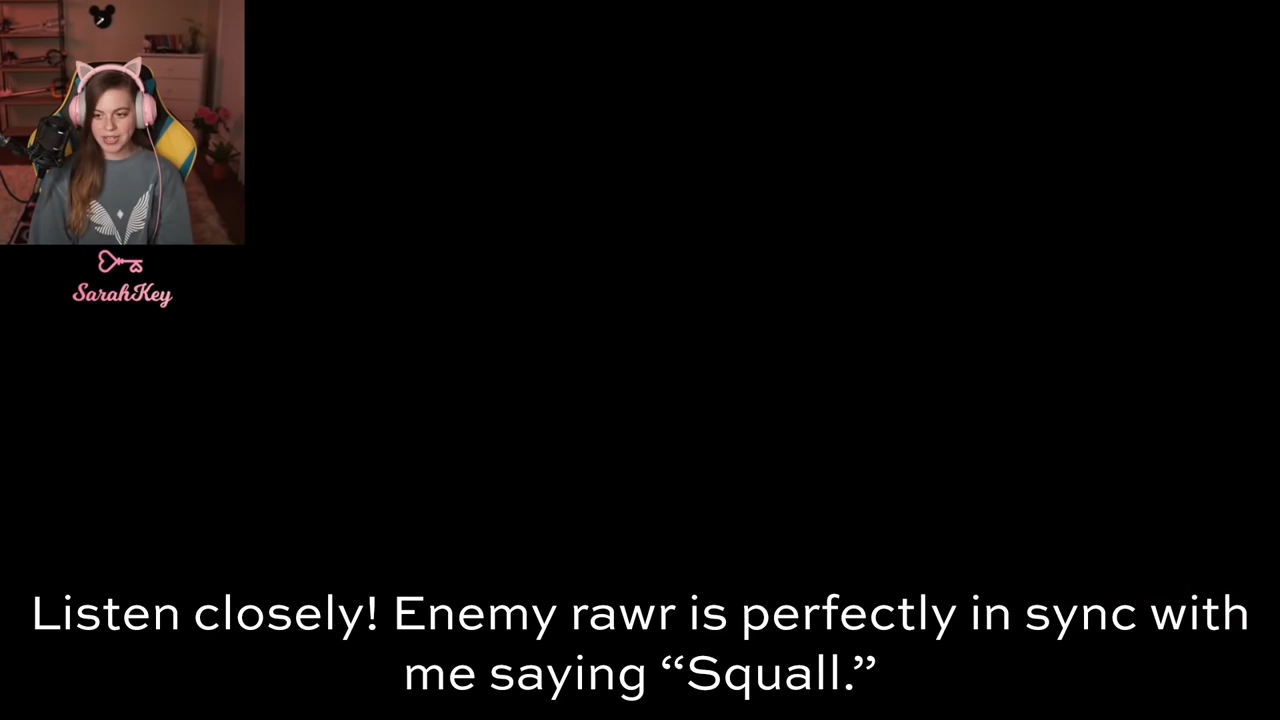 SarahKey
Listen closely! Enemy rawr is perfectly in sync with
me saying “Squall.”